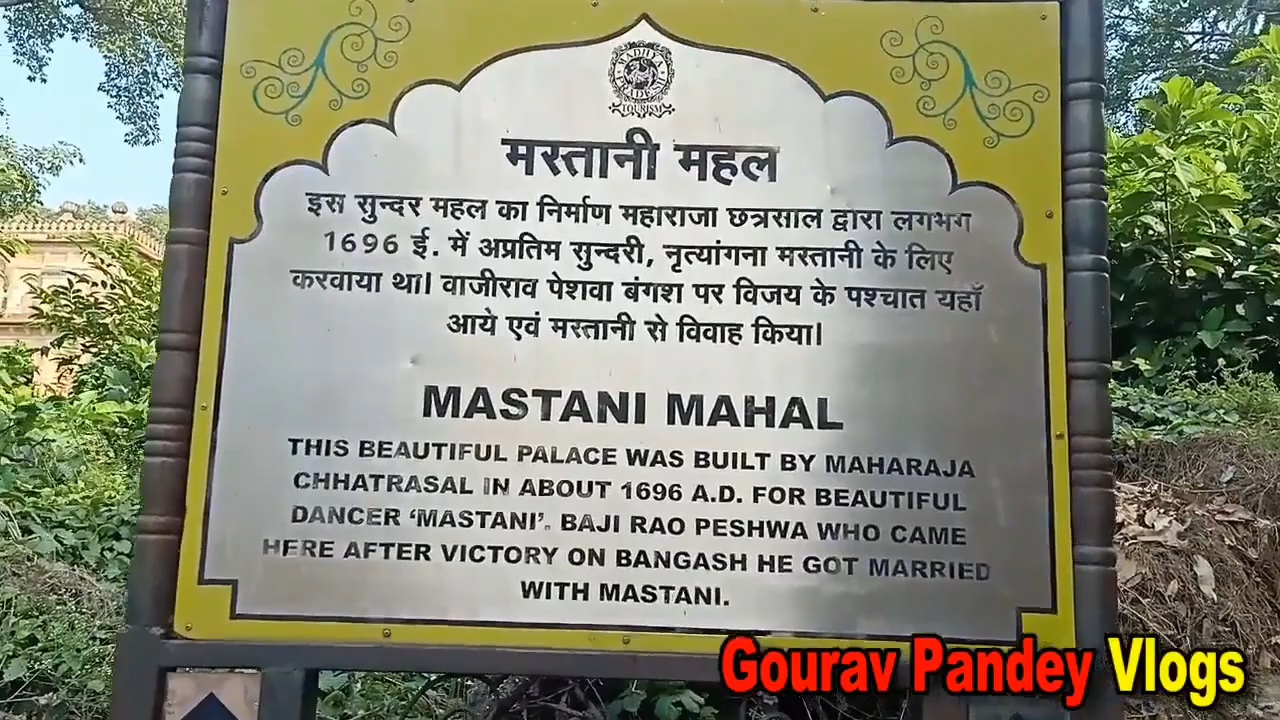 MADHYA PRADESH
TOURISM
मस्तानी महल
इस सुन्दर महल का निर्माण महाराजा छत्रसाल द्वारा लगभग
1696 ई. में अप्रतिम सुन्दरी, नृत्यांगना मस्तानी के लिए
करवाया था। वाजीराव पेशवा बंगश पर विजय के पश्चात यहाँ
आये एवं मस्तानी से विवाह किया।
MASTANI MAHAL
THIS BEAUTIFUL PALACE WAS BUILT BY MAHARAJA
CHHATRASAL IN ABOUT 1696 A.D. FOR BEAUTIFUL
DANCER ‘MASTANI’. BAJI RAO PESHWA WHO CAME
HERE AFTER VICTORY ON BANGASH HE GOT MARRIED
WITH MASTANI.
Gourav Pandey Vlogs